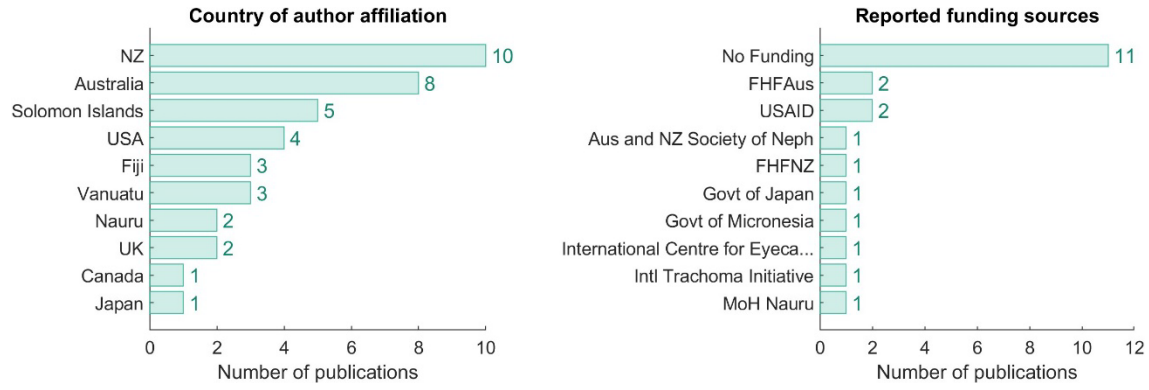 Country of author affiliation
NZ 10
Australia 8
Solomon Islands 5
USA 4
Fiji 3
Vanuatu 3
Nauru 2
UK 2
Canada 1
Japan 1
0 2 4 6 8 10
Number of publications
Reported funding sources
No Funding 11
FHFAus 2
USAID 2
Aus and NZ Society of Neph 1
FHFNZ 1
Govt of Japan 1
Govt of Micronesia 1
International Centre for Eyeca... 1
Intl Trachoma Initiative 1
MoH Nauru 1
0 2 4 6 8 10 12
Number of publications